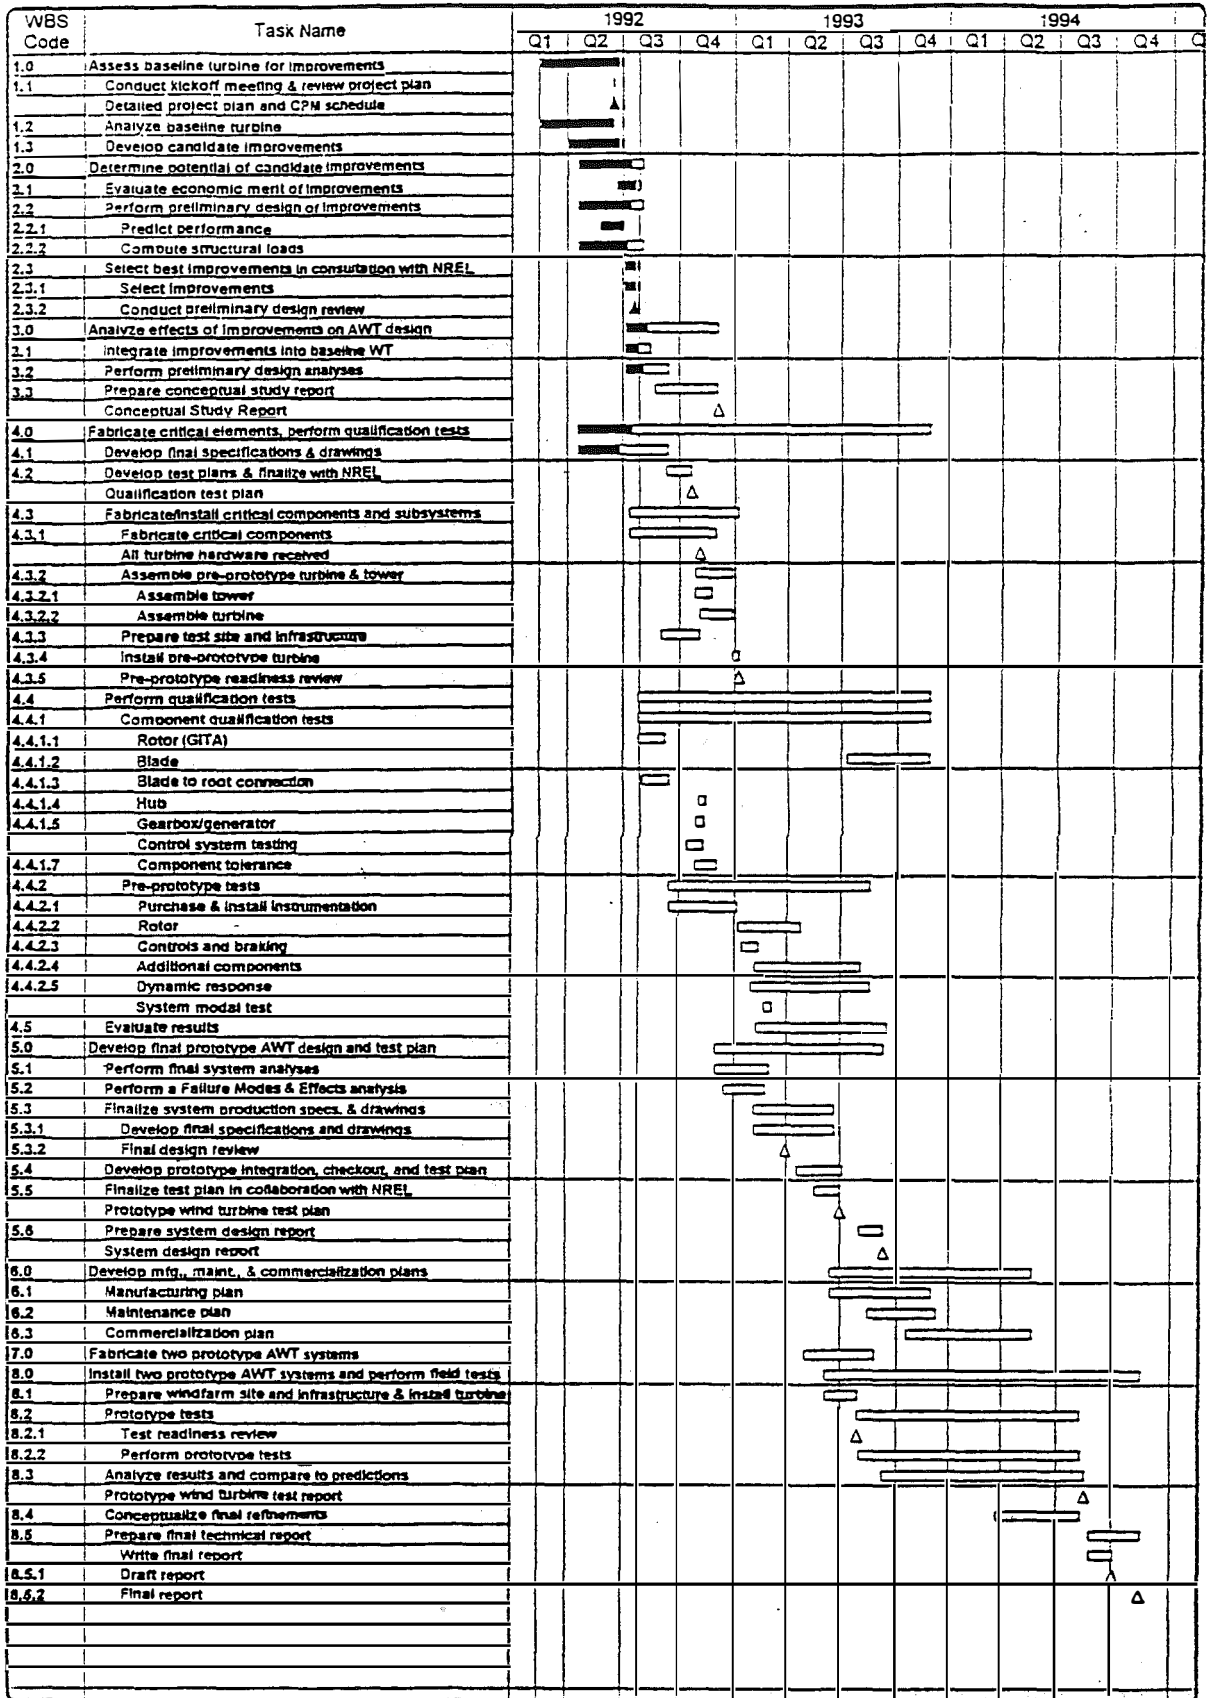 WBS Code Task Name 1992 1993 1994
Q1 Q2 Q3 Q4 Q1 Q2 Q3 Q4 Q1 Q2 Q3 Q4 Q
1.0 Assess baseline turbine for improvements
1.1 Conduct kickoff meeting & review project plan
Detailed project plan and CPM schedule
1.2 Analyze baseline turbine
1.3 Develop candidate improvements
2.0 Determine potential of candidate improvements
2.1 Evaluate economic merit of improvements
2.2 Perform preliminary design of improvements
2.2.1 Predict performance
2.2.2 Compute structural loads
2.3 Select best improvements in consultation with NREL
2.3.1 Select improvements
2.3.2 Conduct preliminary design review
3.0 Analyze effects of improvements on AWT design
3.1 Integrate improvements into baseline WT
3.2 Perform preliminary design analyses
3.3 Prepare conceptual study report
Conceptual Study Report
4.0 Fabricate critical elements, perform qualification tests
4.1 Develop final specifications & drawings
4.2 Develop test plans & finalize with NREL
Qualification test plan
4.3 Fabricate/install critical components and subsystems
4.3.1 Fabricate critical components
All turbine hardware received
4.3.2 Assemble pre-prototype turbine & tower
4.3.2.1 Assemble tower
4.3.2.2 Assemble turbine
4.3.3 Prepare test site and infrastructure
4.3.4 Install pre-prototype turbine
4.3.5 Pre-prototype readiness review
4.4 Perform qualification tests
4.4.1 Component qualification tests
4.4.1.1 Rotor (GITA)
4.4.1.2 Blade
4.4.1.3 Blade to root connection
4.4.1.4 Hub
4.4.1.5 Gearbox/generator
Control system testing
4.4.1.7 Component tolerance
4.4.2 Pre-prototype tests
4.4.2.1 Purchase & install instrumentation
4.4.2.2 Rotor
4.4.2.3 Controls and braking
4.4.2.4 Additional components
4.4.2.5 Dynamic response
System modal test
4.5 Evaluate results
5.0 Develop final prototype AWT design and test plan
5.1 Perform final system analyses
5.2 Perform a Failure Modes & Effects analysis
5.3 Finalize system production specs. & drawings
5.3.1 Develop final specifications and drawings
5.3.2 Final design review
5.4 Develop prototype integration, checkout, and test plan
5.5 Finalize test plan in collaboration with NREL
Prototype wind turbine test plan
5.6 Prepare system design report
System design report
6.0 Develop mfg., maint., & commercialization plans
6.1 Manufacturing plan
6.2 Maintenance plan
6.3 Commercialization plan
7.0 Fabricate two prototype AWT systems
8.0 Install two prototype AWT systems and perform field tests
8.1 Prepare windfarm site and infrastructure & install turbine
8.2 Prototype tests
8.2.1 Test readiness review
8.2.2 Perform prototype tests
8.3 Analyze results and compare to predictions
Prototype wind turbine test report
8.4 Conceptualize final refinements
8.5 Prepare final technical report
Write final report
8.5.1 Draft report
8.5.2 Final report